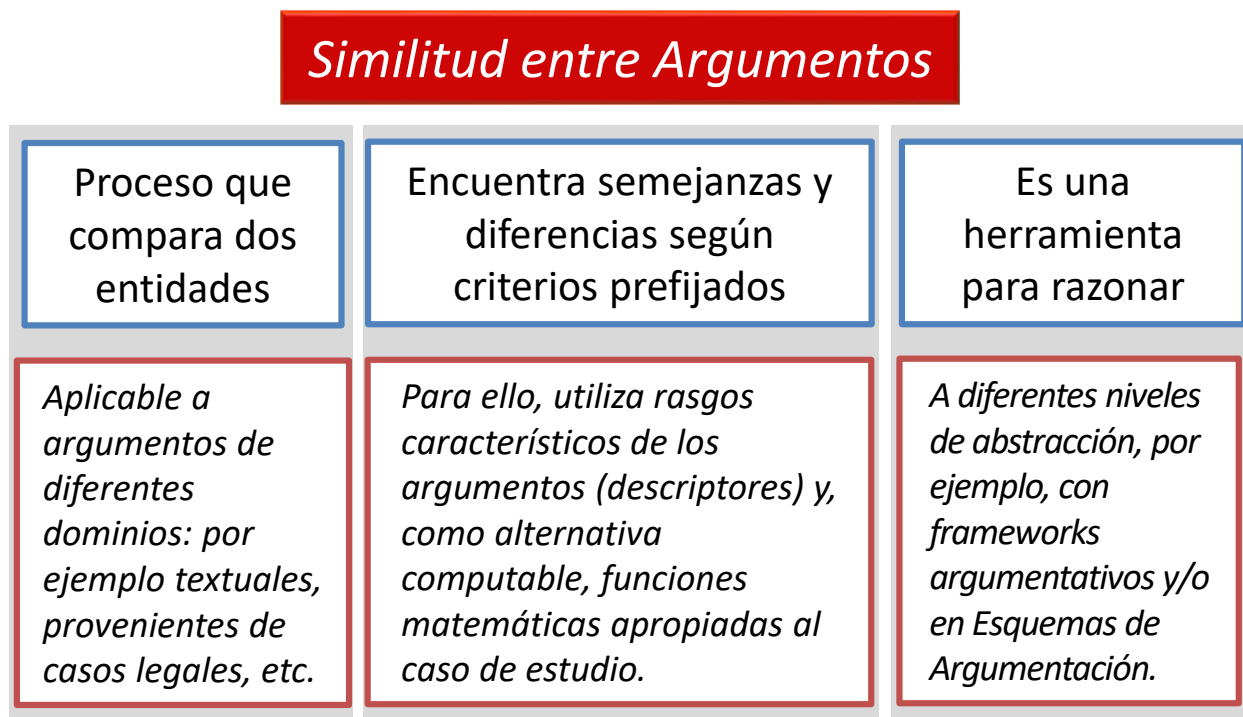 Similitud entre Argumentos
Proceso que
compara dos
entidades
Aplicable a
argumentos de
diferentes
dominios: por
ejemplo textuales,
provenientes de
casos legales, etc.
Encuentra semejanzas y
diferencias según
criterios prefijados
Para ello, utiliza rasgos
característicos de los
argumentos (descriptores) y,
como alternativa
computable, funciones
matemáticas apropiadas al
caso de estudio.
Es una
herramienta
para razonar
A diferentes niveles
de abstracción, por
ejemplo, con
frameworks
argumentativos y/o
en Esquemas de
Argumentación.